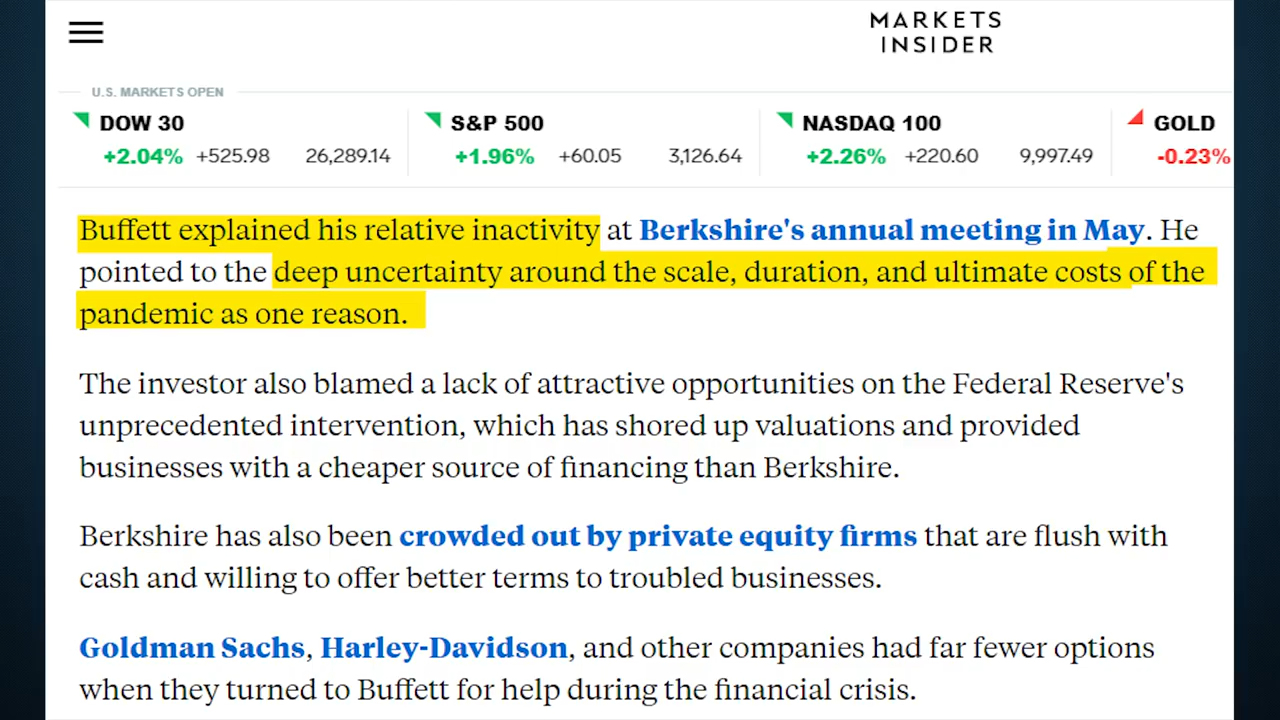 MARKETS
INSIDER
U.S. MARKETS OPEN
DOW 30
+2.04% +525.98 26,289.14
S&P 500
+1.96% +60.05 3,126.64
NASDAQ 100
+2.26% +220.60 9,997.49
GOLD
-0.23%
Buffett explained his relative inactivity at Berkshire's annual meeting in May. He
pointed to the deep uncertainty around the scale, duration, and ultimate costs of the
pandemic as one reason.
The investor also blamed a lack of attractive opportunities on the Federal Reserve's
unprecedented intervention, which has shored up valuations and provided
businesses with a cheaper source of financing than Berkshire.
Berkshire has also been crowded out by private equity firms that are flush with
cash and willing to offer better terms to troubled businesses.
Goldman Sachs, Harley-Davidson, and other companies had far fewer options
when they turned to Buffett for help during the financial crisis.